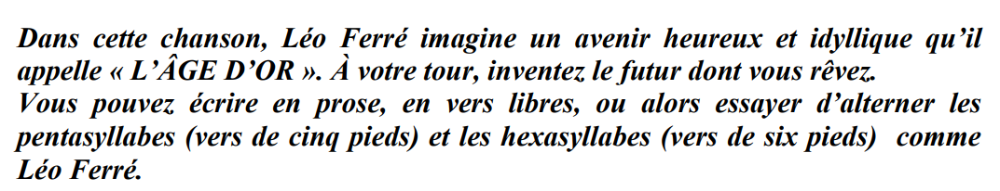 Dans cette chanson, Léo Ferré imagine un avenir heureux et idyllique qu’il
appelle « L’ÂGE D’OR ». À votre tour, inventez le futur dont vous rêvez.
Vous pouvez écrire en prose, en vers libres, ou alors essayer d’alterner les
pentasyllabes (vers de cinq pieds) et les hexasyllabes (vers de six pieds) comme
Léo Ferré.